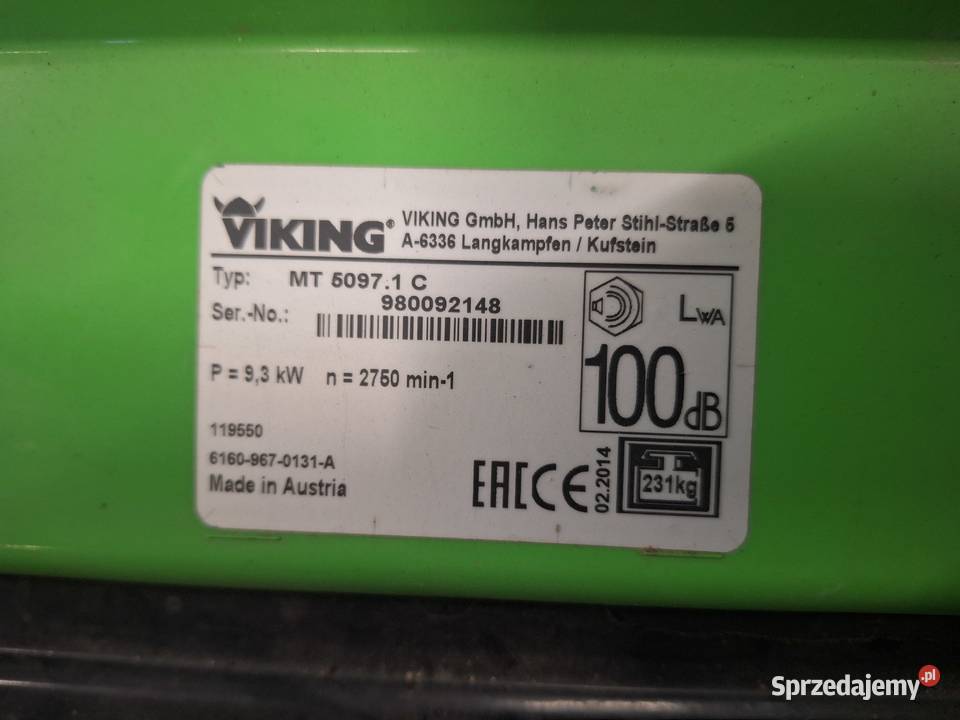 VIKING® VIKING GmbH, Hans Peter Stihl-Straße 5
A-6336 Langkampfen / Kufstein
Typ: MT 5097.1 C
Ser.-No.: 980092148
P = 9,3 kW n = 2750 min-1
LWA
100dB
119550
6160-967-0131-A
Made in Austria
EAC CE
02.2014
231kg
Sprzedajemy.pl